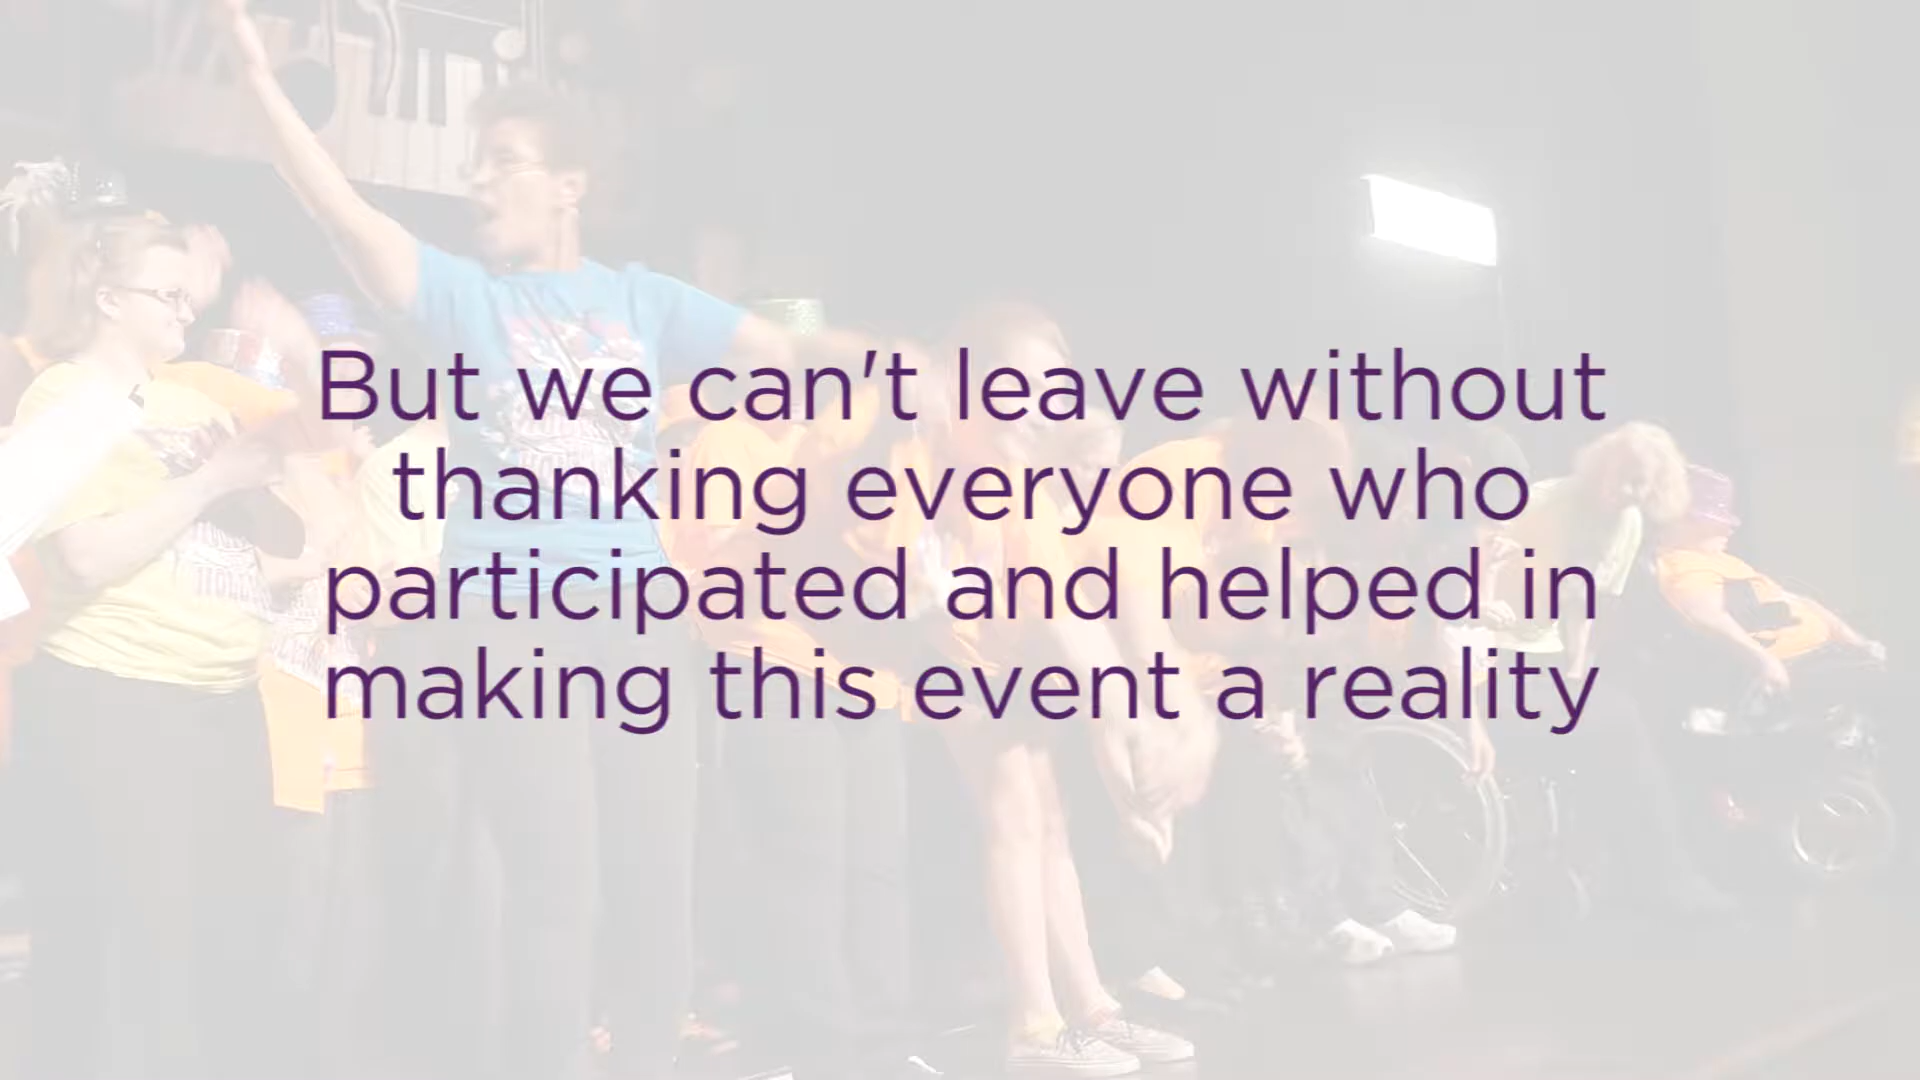 But we can't leave without
thanking everyone who
participated and helped in
making this event a reality